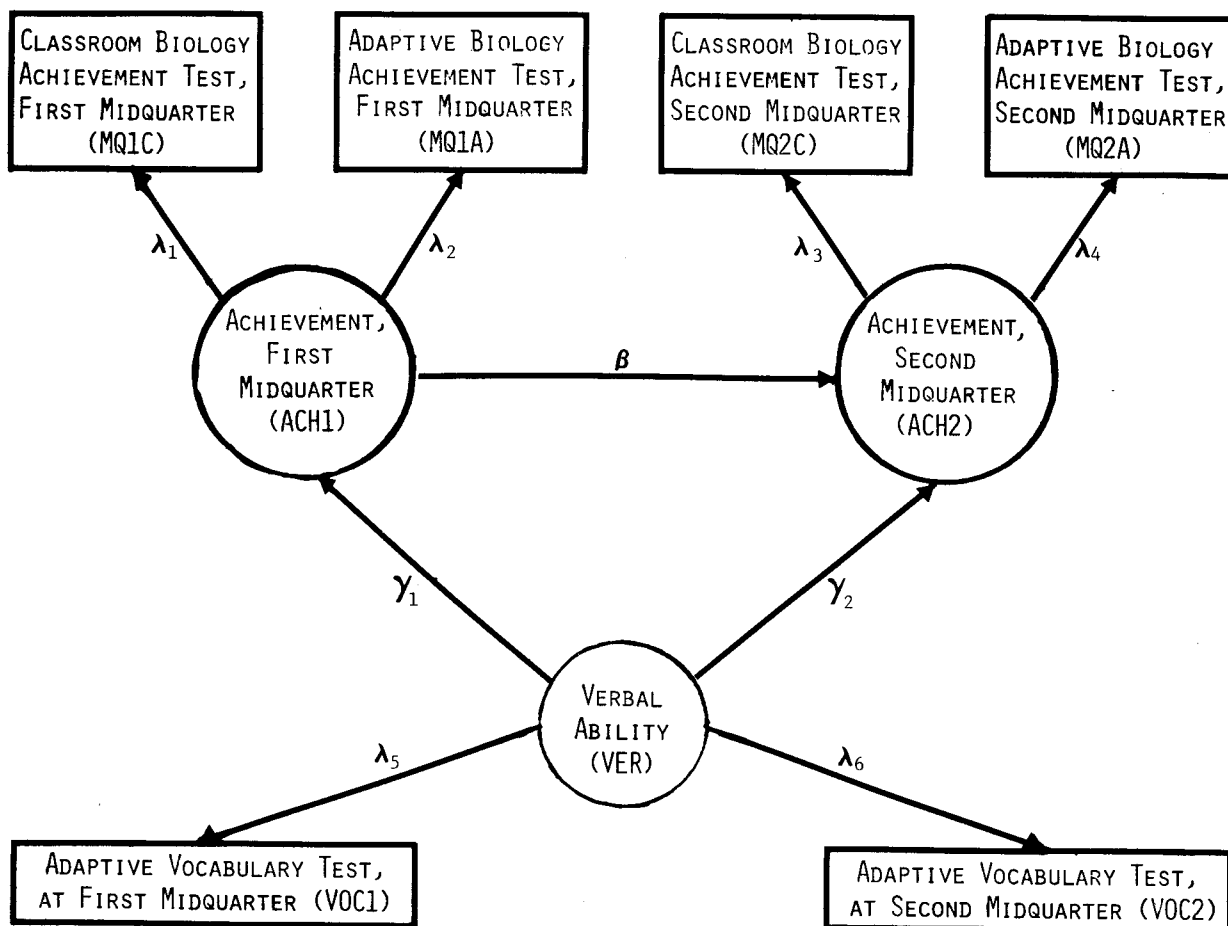 CLASSROOM BIOLOGY
ACHIEVEMENT TEST,
FIRST MIDQUARTER
(MQ1C)
ADAPTIVE BIOLOGY
ACHIEVEMENT TEST,
FIRST MIDQUARTER
(MQ1A)
CLASSROOM BIOLOGY
ACHIEVEMENT TEST,
SECOND MIDQUARTER
(MQ2C)
ADAPTIVE BIOLOGY
ACHIEVEMENT TEST,
SECOND MIDQUARTER
(MQ2A)
λ₁
λ₂
λ₃
λ₄
ACHIEVEMENT,
FIRST
MIDQUARTER
(ACH1)
β
ACHIEVEMENT,
SECOND
MIDQUARTER
(ACH2)
γ₁
γ₂
VERBAL
ABILITY
(VER)
λ₅
λ₆
ADAPTIVE VOCABULARY TEST,
AT FIRST MIDQUARTER (VOC1)
ADAPTIVE VOCABULARY TEST,
AT SECOND MIDQUARTER (VOC2)